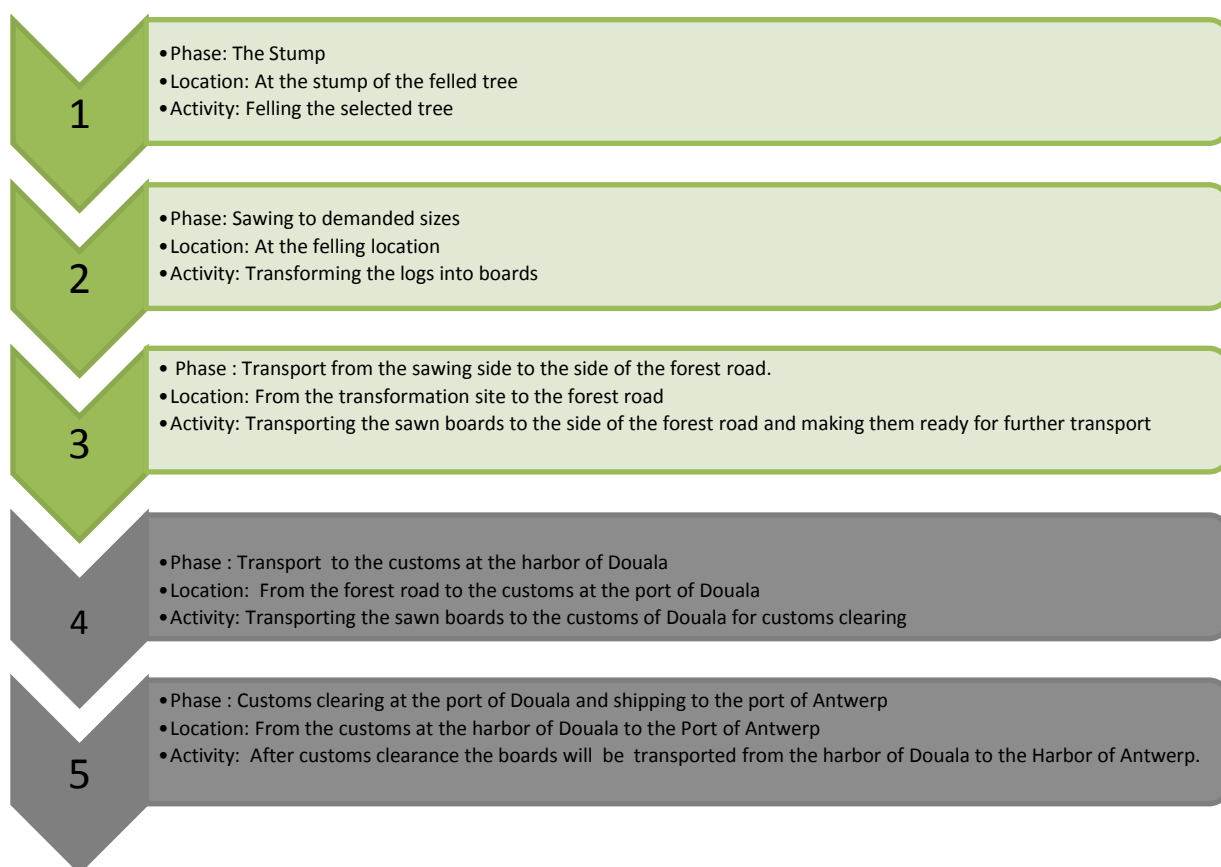 1
•Phase: The Stump
•Location: At the stump of the felled tree
•Activity: Felling the selected tree
2
•Phase: Sawing to demanded sizes
•Location: At the felling location
•Activity: Transforming the logs into boards
3
• Phase : Transport from the sawing side to the side of the forest road.
•Location: From the transformation site to the forest road
•Activity: Transporting the sawn boards to the side of the forest road and making them ready for further transport
4
•Phase : Transport  to the customs at the harbor of Douala
•Location:  From the forest road to the customs at the port of Douala
•Activity: Transporting the sawn boards to the customs of Douala for customs clearing
5
•Phase : Customs clearing at the port of Douala and shipping to the port of Antwerp
•Location: From the customs at the harbor of Douala to the Port of Antwerp
•Activity:  After customs clearance the boards will  be  transported from the harbor of Douala to the Harbor of Antwerp.